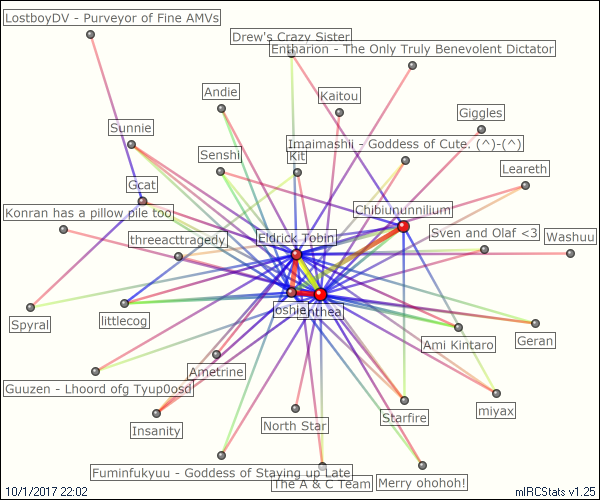 LostboyDV - Purveyor of Fine AMVs
Drew's Crazy Sister
Entharion - The Only Truly Benevolent Dictator
Andie
Kaitou
Giggles
Sunnie
Imaimashii - Goddess of Cute. (^)-(^)
Senshi
Kit
Leareth
Gcat
Konran has a pillow pile too
Chibiununnilium
threeacttragedy
Eldrick Tobin
Sven and Olaf <3
Washuu
Spyral
littlecog
oshie
nthea
Ami Kintaro
Geran
Ametrine
Guuzen - Lhoord ofg Tyup0osd
Insanity
North Star
Starfire
miyax
Fuminfukyuu - Goddess of Staying up Late
The A & C Team
Merry ohohoh!
10/1/2017 22:02
mIRCStats v1.25